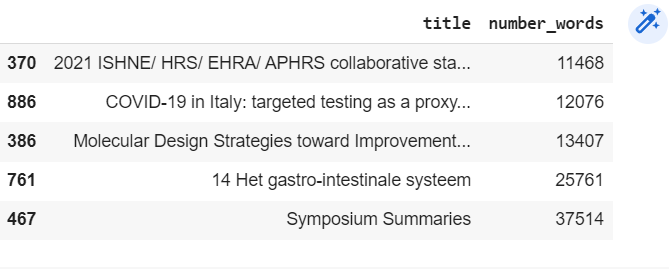 title number_words
370 2021 ISHNE/ HRS/ EHRA/ APHRS collaborative sta... 11468
886 COVID-19 in Italy: targeted testing as a proxy... 12076
386 Molecular Design Strategies toward Improvement... 13407
761 14 Het gastro-intestinale systeem 25761
467 Symposium Summaries 37514